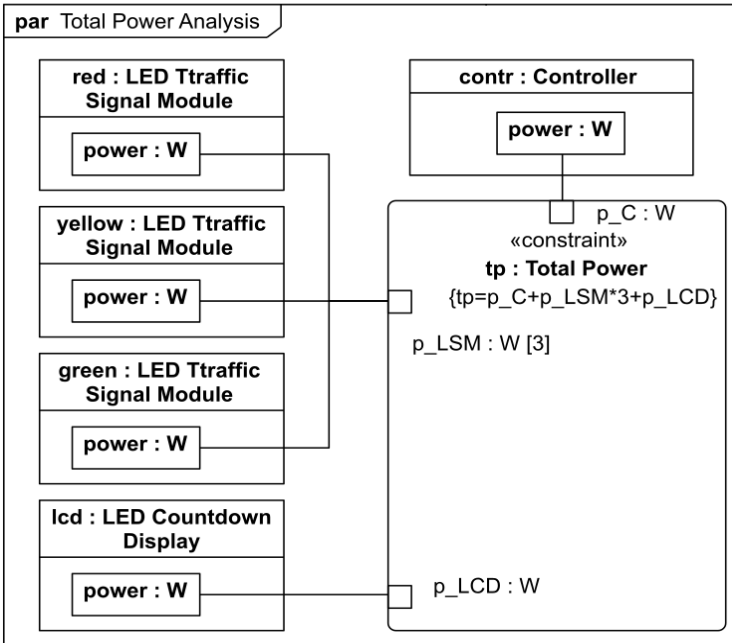 par Total Power Analysis
red : LED Ttraffic
Signal Module
power : W
contr : Controller
power : W
yellow : LED Ttraffic
Signal Module
power : W
p_C : W
«constraint»
tp : Total Power
{tp=p_C+p_LSM*3+p_LCD}
p_LSM : W [3]
green : LED Ttraffic
Signal Module
power : W
lcd : LED Countdown
Display
power : W
p_LCD : W